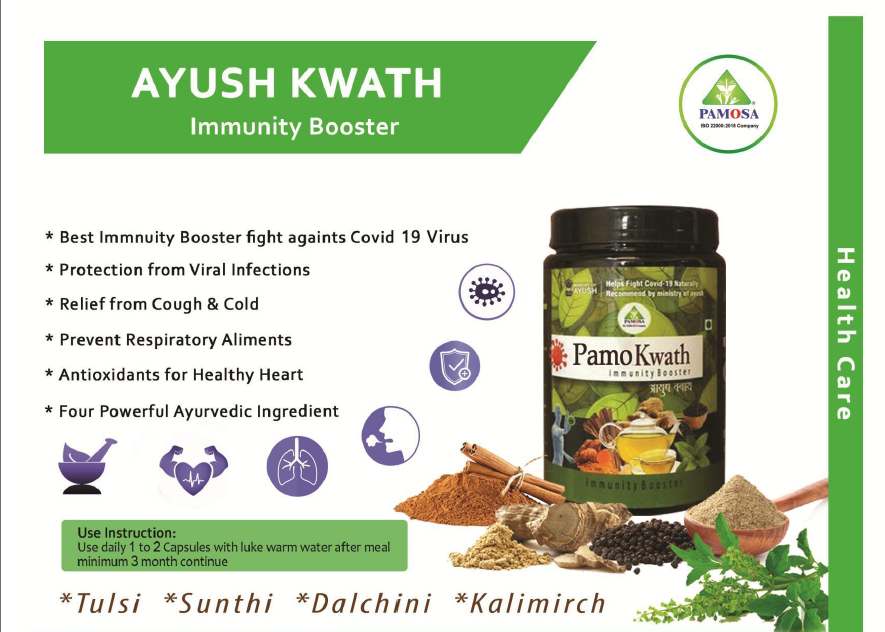 AYUSH KWATH
Immunity Booster
PAMOSA
ISO 22000:2018 Company
* Best Immnuity Booster fight againts Covid 19 Virus
* Protection from Viral Infections
* Relief from Cough & Cold
* Prevent Respiratory Aliments
* Antioxidants for Healthy Heart
* Four Powerful Ayurvedic Ingredient
AYUSH
Helps Fight Covid-19 Naturally
Recommend by ministry of ayush
PAMOSA
PamoKwath
Immunity Booster
आयुष क्वाथ
Immunity Booster
Health Care
Use Instruction:
Use daily 1 to 2 Capsules with luke warm water after meal
minimum 3 month continue
*Tulsi *Sunthi *Dalchini *Kalimirch